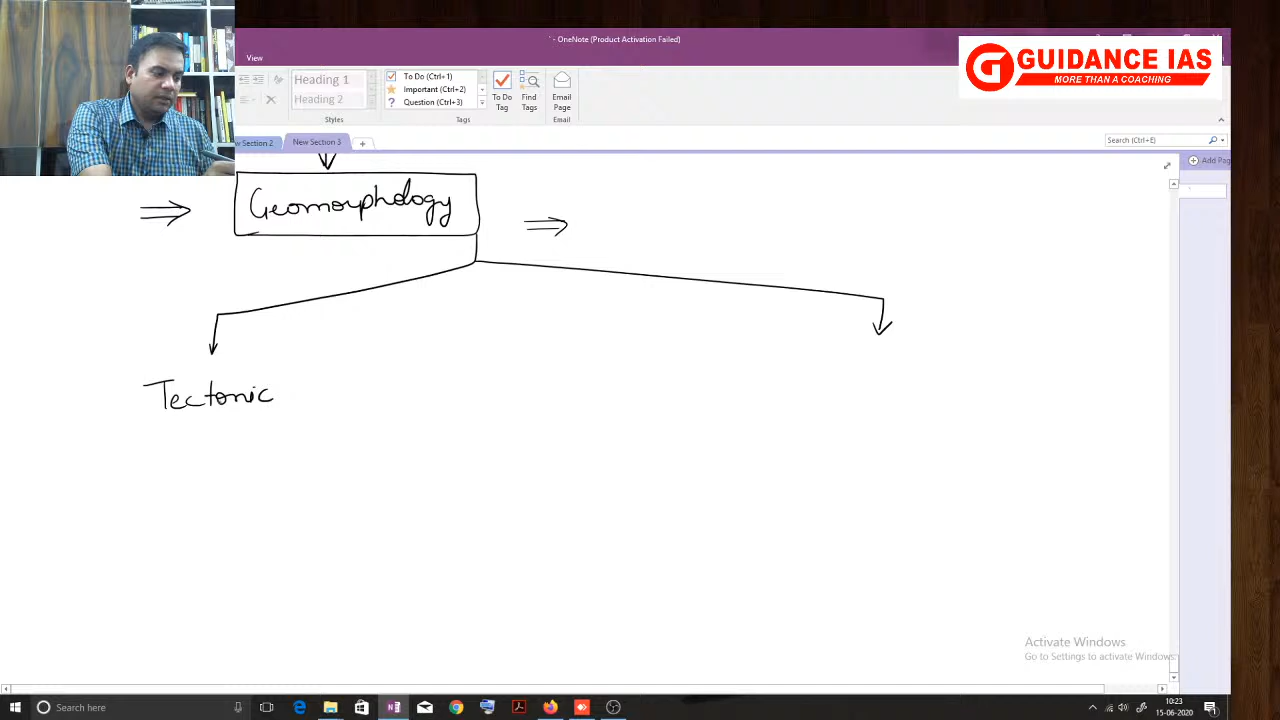 - OneNote (Product Activation Failed)
GUIDANCE IAS
MORE THAN A COACHING
View
Heading 1
Heading 2
To Do (Ctrl+1)
Important (Ctrl+2)
Question (Ctrl+3)
To Do Tag
Find Tags
Email Page
Styles
Tags
Email
w Section 2
New Section 3
Search (Ctrl+E)
Add Pag
Geomorphology
Tectonic
Activate Windows
Go to Settings to activate Windows.
Search here
10:23
15-06-2020